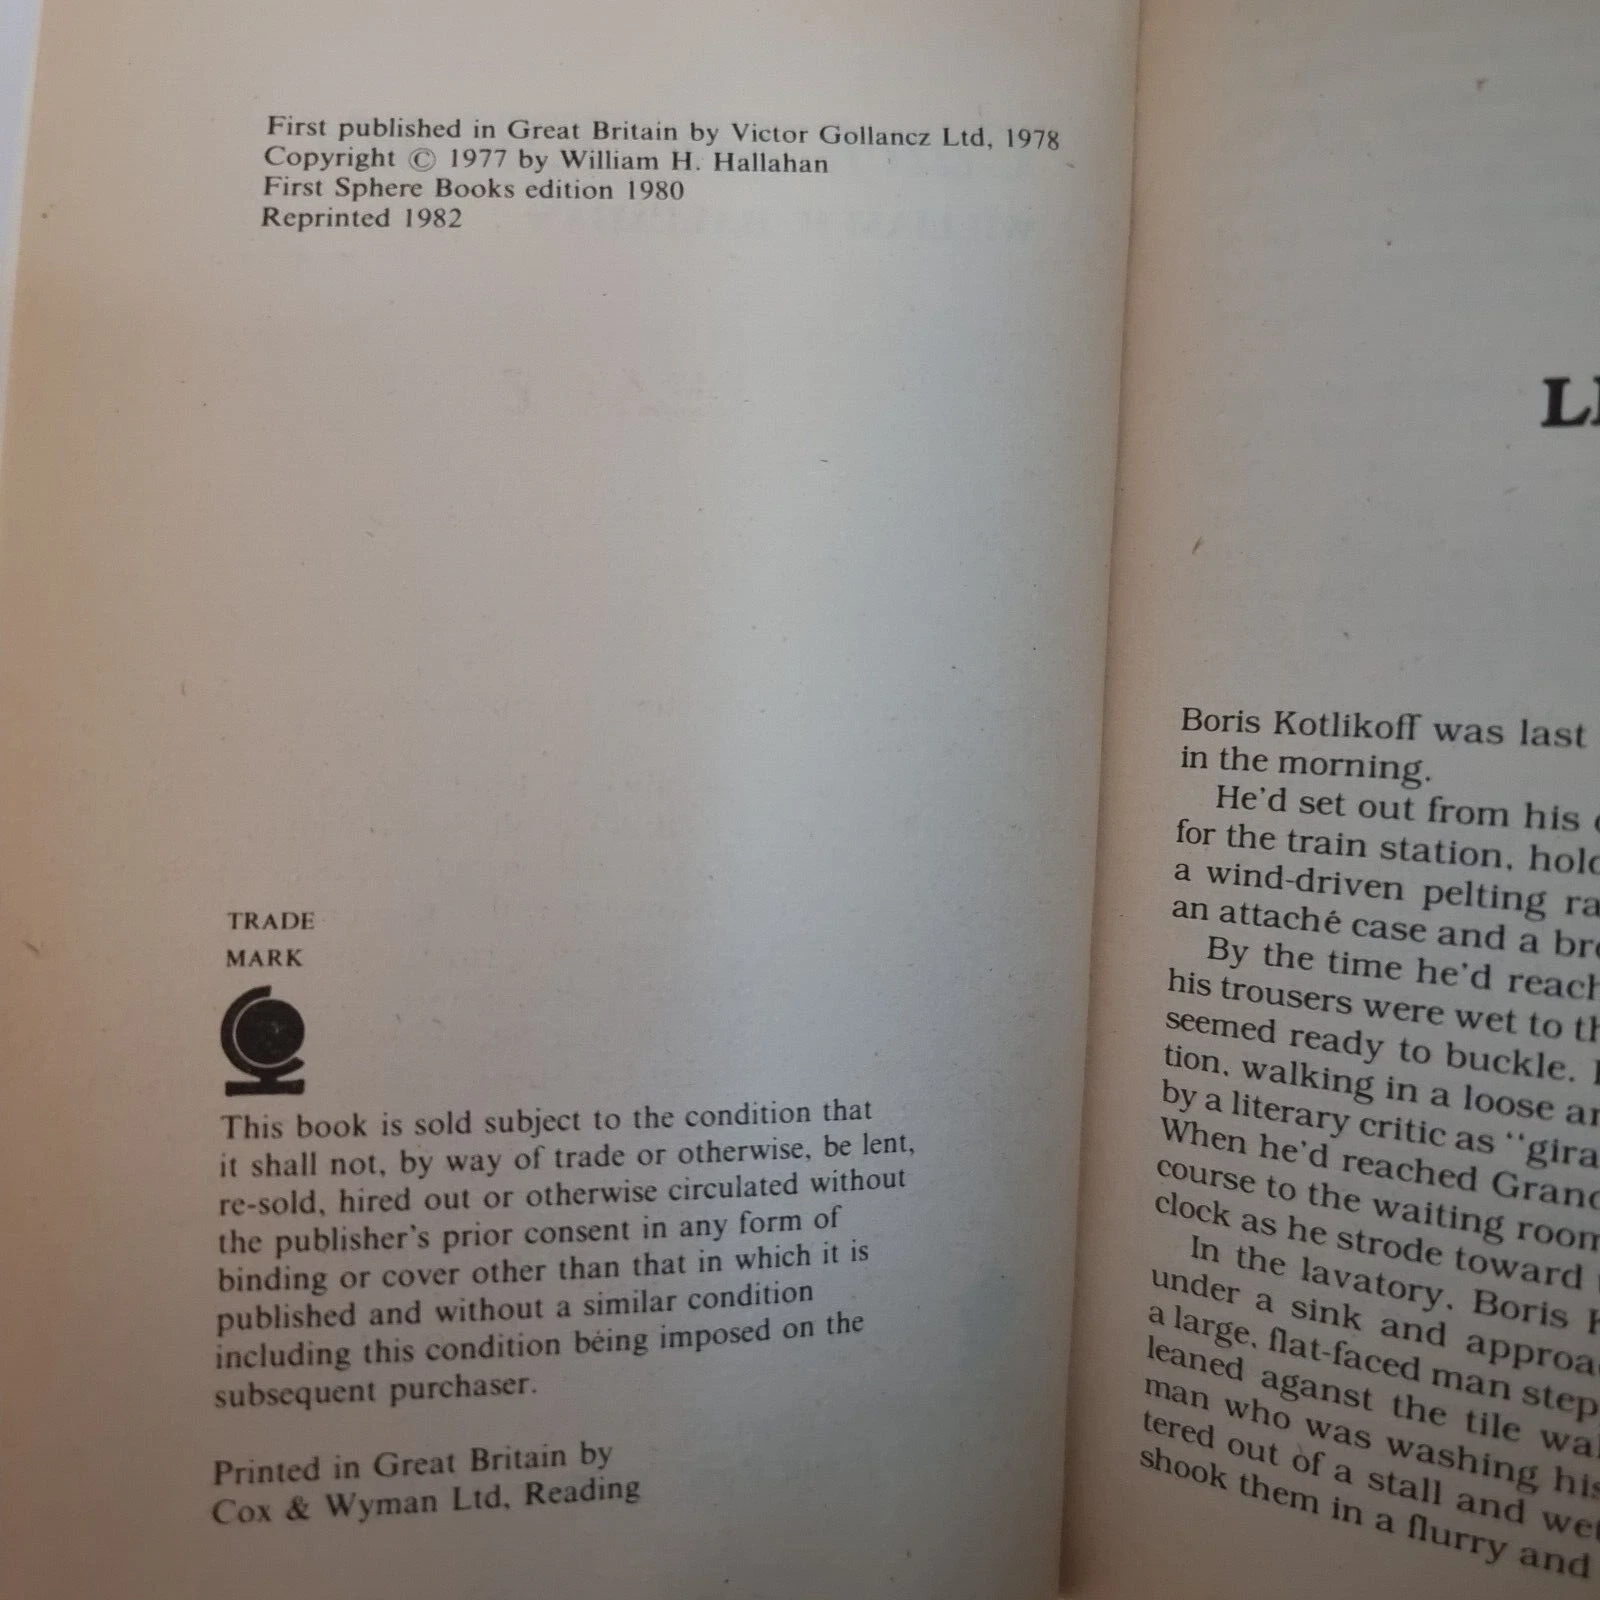 First published in Great Britain by Victor Gollancz Ltd, 1978
Copyright © 1977 by William H. Hallahan
First Sphere Books edition 1980
Reprinted 1982
TRADE
MARK
This book is sold subject to the condition that
it shall not, by way of trade or otherwise, be lent,
re-sold, hired out or otherwise circulated without
the publisher's prior consent in any form of
binding or cover other than that in which it is
published and without a similar condition
including this condition being imposed on the
subsequent purchaser.
Printed in Great Britain by
Cox & Wyman Ltd, Reading
Boris Kotlikoff was last
in the morning.
He'd set out from his
for the train station, hold
a wind-driven pelting ra
an attaché case and a bro
By the time he'd reach
his trousers were wet to th
seemed ready to buckle.
tion, walking in a loose an
by a literary critic as "gira
When he'd reached Grand
course to the waiting room
clock as he strode toward
In the lavatory, Boris K
under a sink and approa
a large, flat-faced man step
leaned aganst the tile wal
man who was washing his
tered out of a stall and wet
shook them in a flurry and